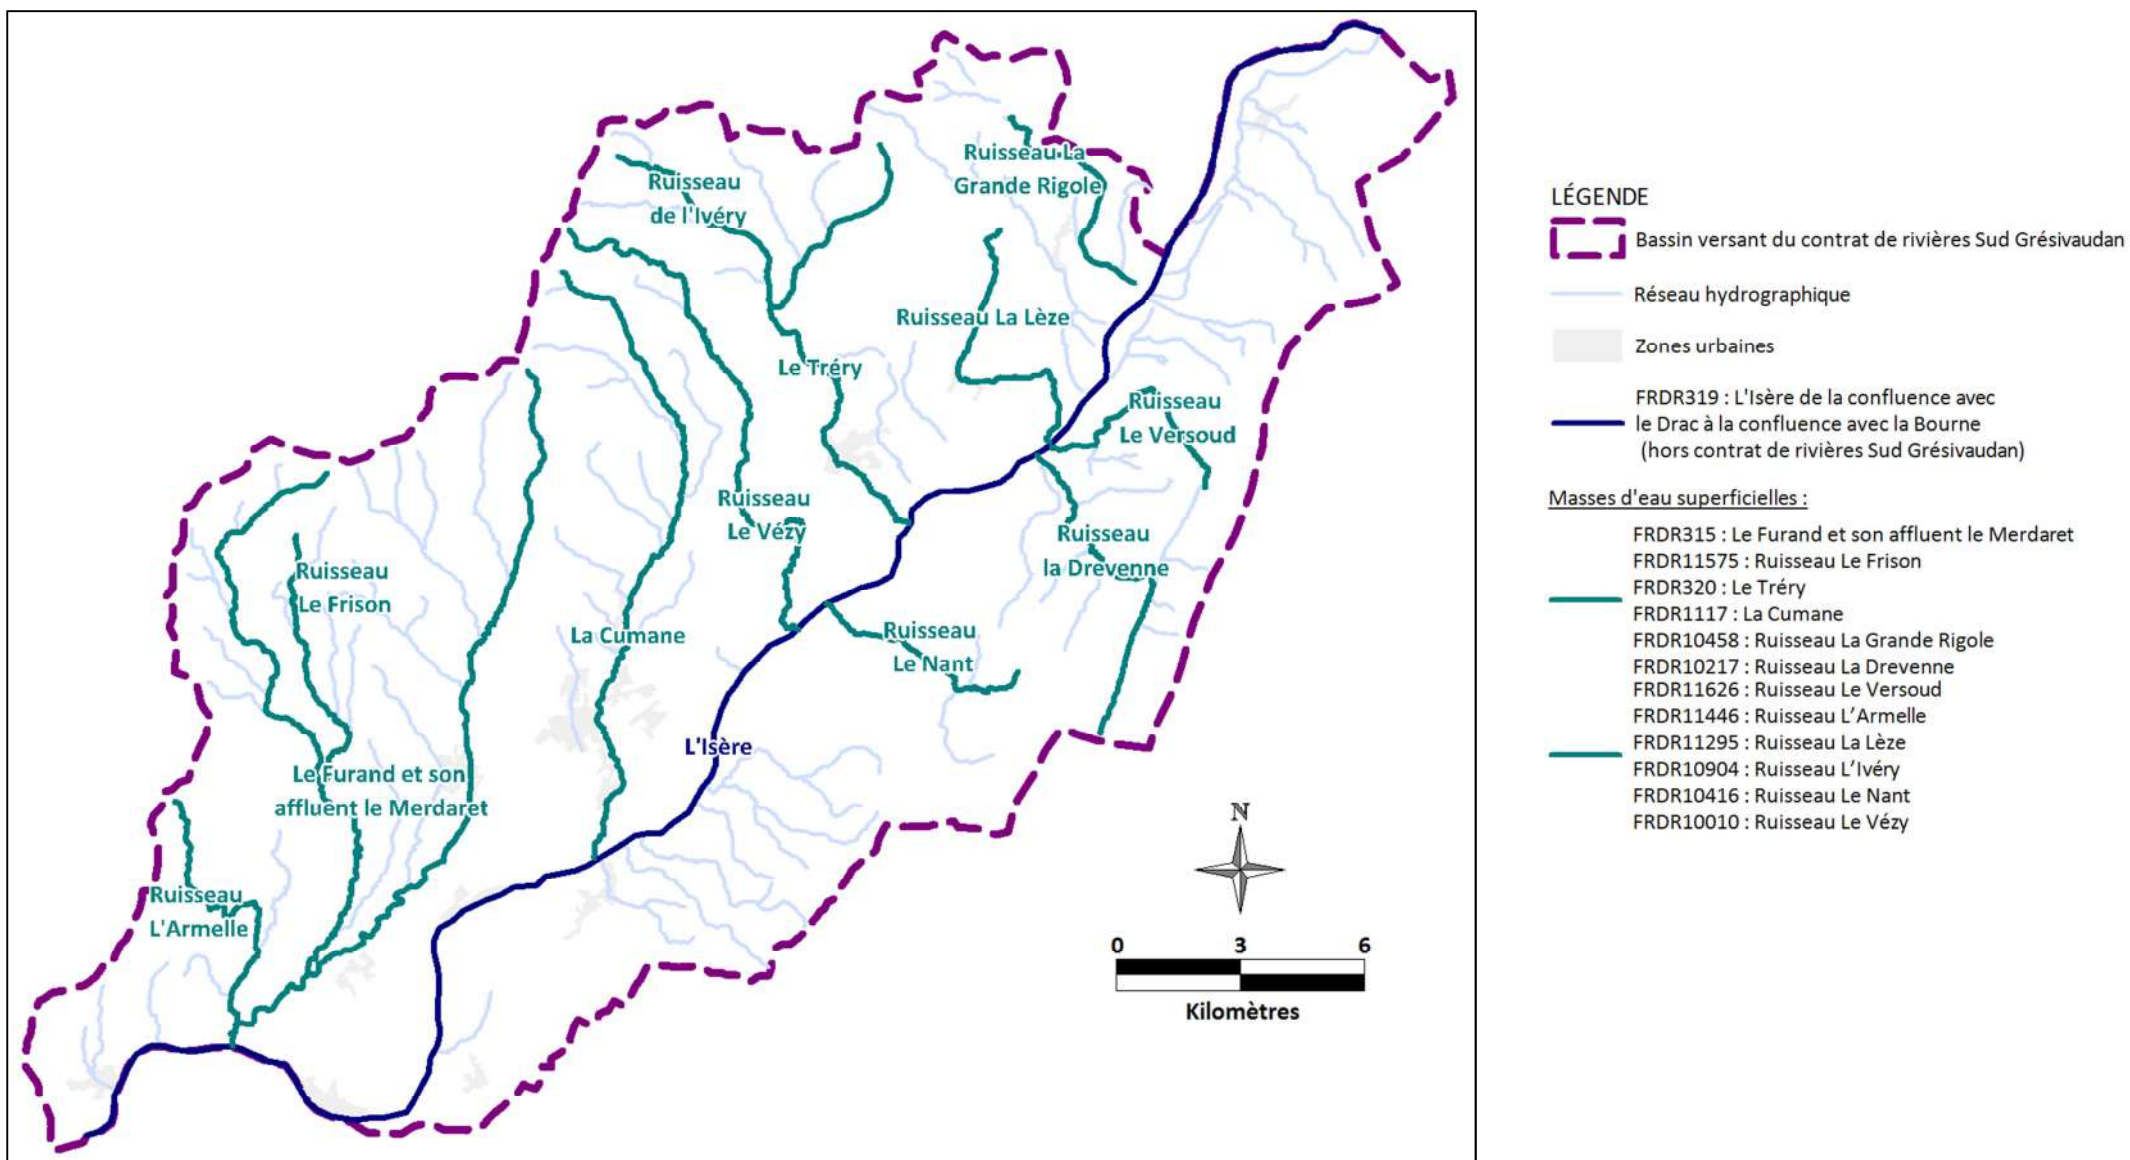 Ruisseau La
Grande Rigole
Ruisseau
de l'Ivéry
Ruisseau La Lèze
Le Tréry
Ruisseau
Le Versoud
Ruisseau
Le Vézy
Ruisseau
la Drevenne
Ruisseau
Le Frison
La Cumane
Ruisseau
Le Nant
L'Isère
Le Furand et son
affluent le Merdaret
Ruisseau
L'Armelle
N
0 3 6
Kilomètres
LÉGENDE
Bassin versant du contrat de rivières Sud Grésivaudan
Réseau hydrographique
Zones urbaines
FRDR319 : L'Isère de la confluence avec
le Drac à la confluence avec la Bourne
(hors contrat de rivières Sud Grésivaudan)
Masses d'eau superficielles :
FRDR315 : Le Furand et son affluent le Merdaret
FRDR11575 : Ruisseau Le Frison
FRDR320 : Le Tréry
FRDR1117 : La Cumane
FRDR10458 : Ruisseau La Grande Rigole
FRDR10217 : Ruisseau La Drevenne
FRDR11626 : Ruisseau Le Versoud
FRDR11446 : Ruisseau L’Armelle
FRDR11295 : Ruisseau La Lèze
FRDR10904 : Ruisseau L’Ivéry
FRDR10416 : Ruisseau Le Nant
FRDR10010 : Ruisseau Le Vézy